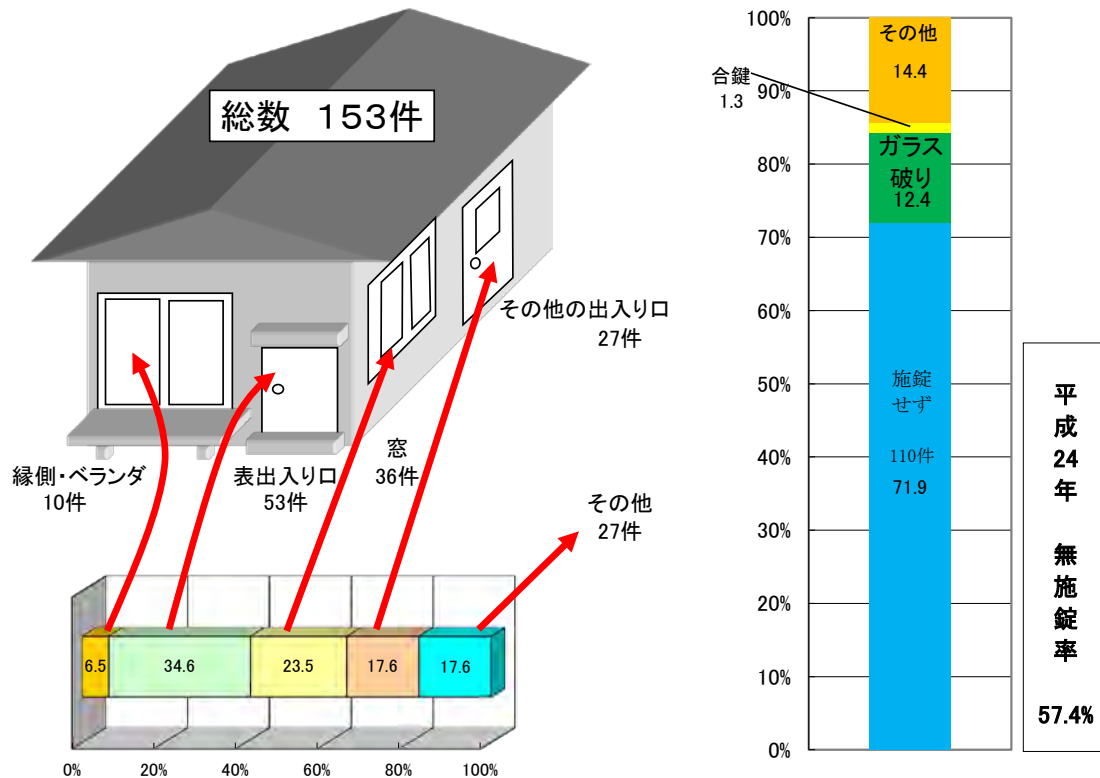 総数 153件
その他の出入り口
27件
縁側・ベランダ
10件
表出入り口
53件
窓
36件
その他
27件
6.5
34.6
23.5
17.6
17.6
0%
20%
40%
60%
80%
100%
100%
90%
80%
70%
60%
50%
40%
30%
20%
10%
0%
その他
14.4
合鍵
1.3
ガラス
破り
12.4
施錠
せず
110件
71.9
平成24年 無施錠率
57.4%